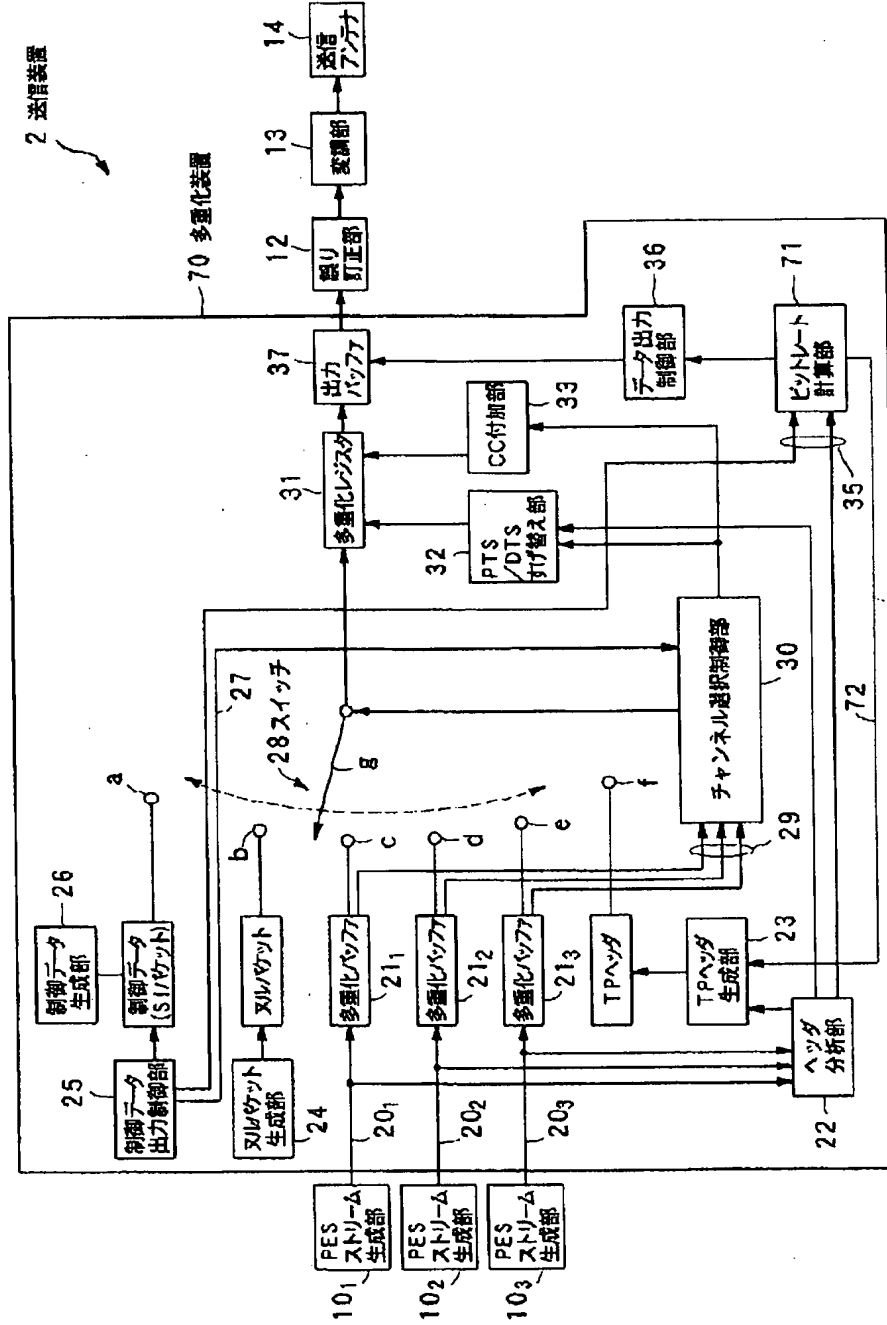 2 送信装置
70 多重化装置
14
送信
アンテナ
13
変調部
12
誤り
訂正部
37
出力
バッファ
31
多重化レジスタ
36
データ出力
制御部
71
ビットレート
計算部
33
CC付加部
32
PTS
/DTS
すげ替え部
35
27
28スイッチ
g
30
チャンネル選択制御部
29
72
a
b
c
d
e
f
26
制御データ
生成部
制御データ
(SIパケット)
25
制御データ
出力制御部
ヌルパケット
24
ヌルパケット
生成部
多重化バッファ
21₁
多重化バッファ
21₂
多重化バッファ
21₃
TPヘッダ
23
TPヘッダ
生成部
ヘッダ
分析部
22
20₁
20₂
20₃
PES
ストリーム
生成部
10₁
PES
ストリーム
生成部
10₂
PES
ストリーム
生成部
10₃